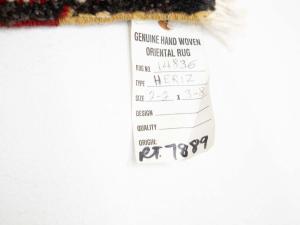 GENUINE HAND WOVEN
ORIENTAL RUG
RUG NO. 14836
TYPE HERIZ
SIZE 2-2 x 3-8
DESIGN
QUALITY
ORIGIN:
RT. 7889